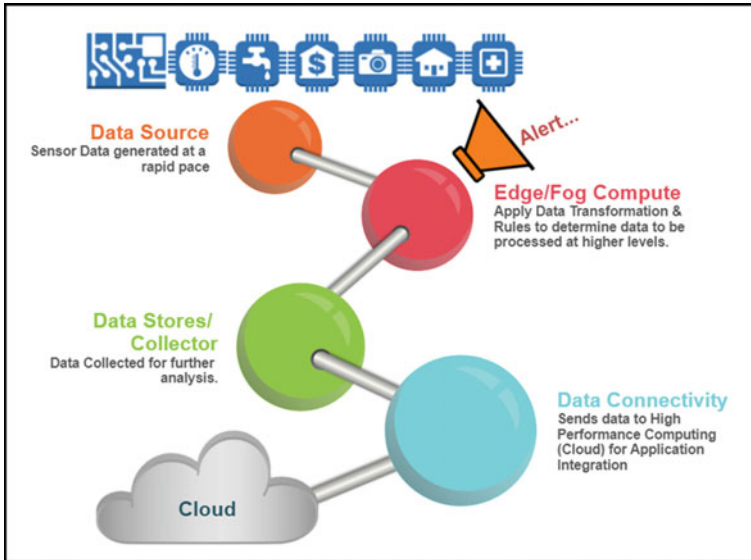 Alert...
Data Source
Sensor Data generated at a
rapid pace
Edge/Fog Compute
Apply Data Transformation &
Rules to determine data to be
processed at higher levels.
Data Stores/
Collector
Data Collected for further
analysis.
Data Connectivity
Sends data to High
Performance Computing
(Cloud) for Application
Integration
Cloud